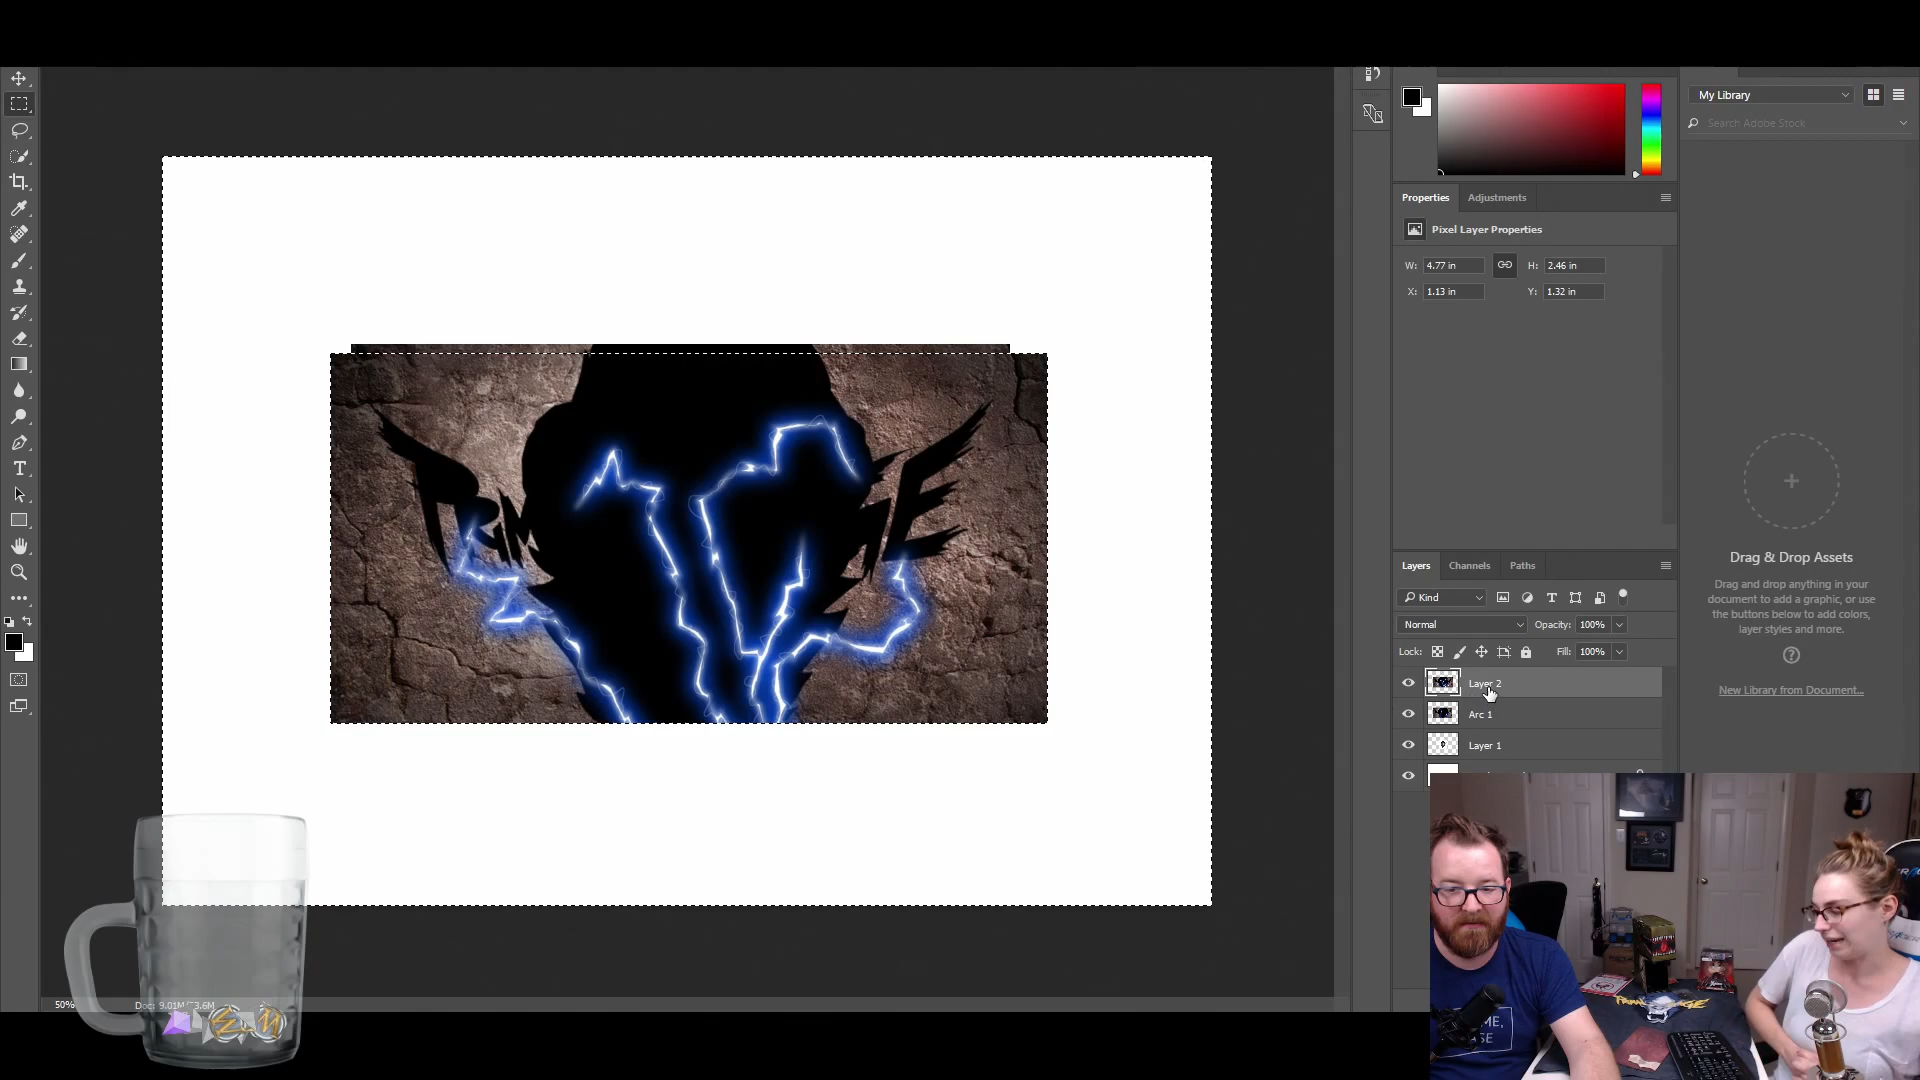 My Library
Search Adobe Stock
Properties
Adjustments
Pixel Layer Properties
W: 4.77 in
H: 2.46 in
X: 1.13 in
Y: 1.32 in
Drag & Drop Assets
Drag and drop anything in your
document to add a graphic, or use
the buttons below to add colors,
layer styles and more.
New Library from Document...
Layers
Channels
Paths
Kind
Normal
Opacity: 100%
Lock:
Fill: 100%
Layer 2
Arc 1
Layer 1
50%